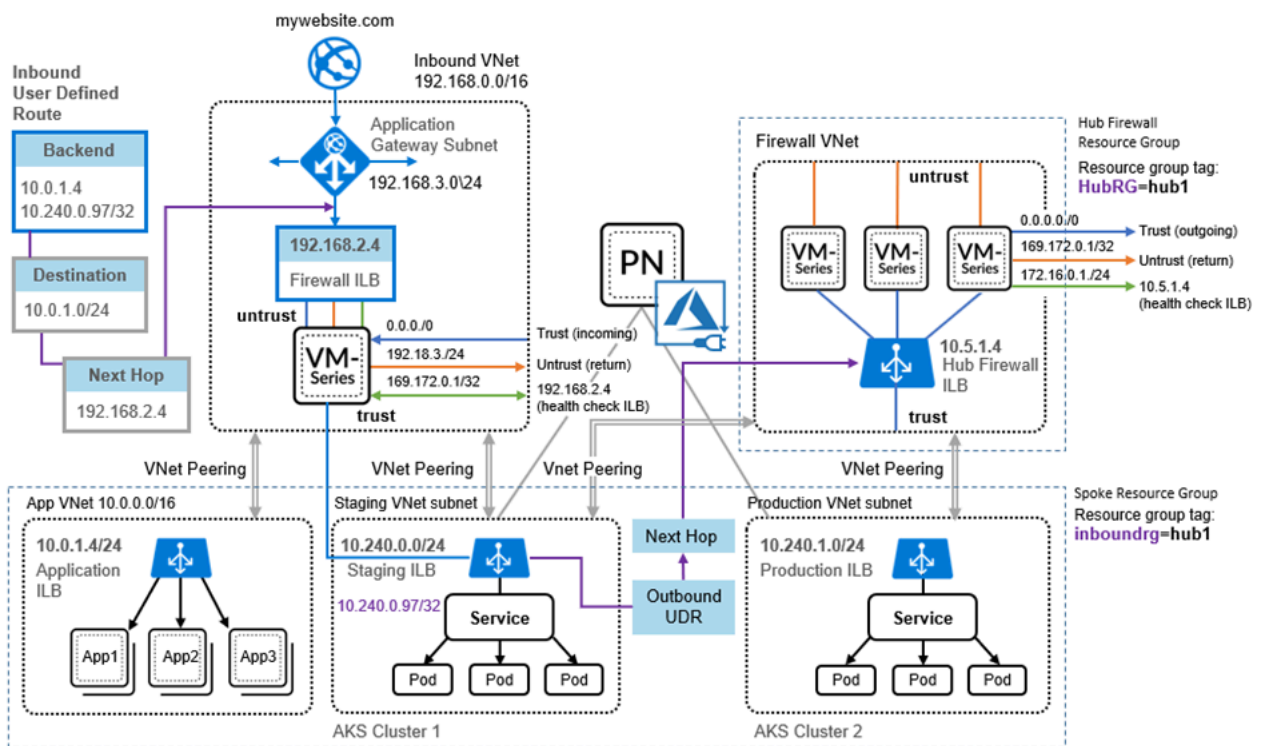 mywebsite.com
Inbound VNet
192.168.0.0/16
Inbound
User Defined
Route
Backend
10.0.1.4
10.240.0.97/32
Destination
10.0.1.0/24
Next Hop
192.168.2.4
Application
Gateway Subnet
192.168.3.0\24
192.168.2.4
Firewall ILB
untrust
VM-
Series
trust
0.0.0./0
Trust (incoming)
192.18.3./24
Untrust (return)
169.172.0.1/32
192.168.2.4
(health check ILB)
PN
Firewall VNet
untrust
VM-
Series
VM-
Series
VM-
Series
0.0.0.0./0
Trust (outgoing)
169.172.0.1/32
Untrust (return)
172.16.0.1./24
10.5.1.4
(health check ILB)
10.5.1.4
Hub Firewall
ILB
trust
Hub Firewall
Resource Group
Resource group tag:
HubRG=hub1
VNet Peering
VNet Peering
Vnet Peering
VNet Peering
App VNet 10.0.0.0/16
10.0.1.4/24
Application
ILB
App1
App2
App3
Staging VNet subnet
10.240.0.0/24
Staging ILB
10.240.0.97/32
Service
Pod
Pod
Pod
AKS Cluster 1
Next Hop
Outbound
UDR
Production VNet subnet
10.240.1.0/24
Production ILB
Service
Pod
Pod
Pod
AKS Cluster 2
Spoke Resource Group
Resource group tag:
inboundrg=hub1